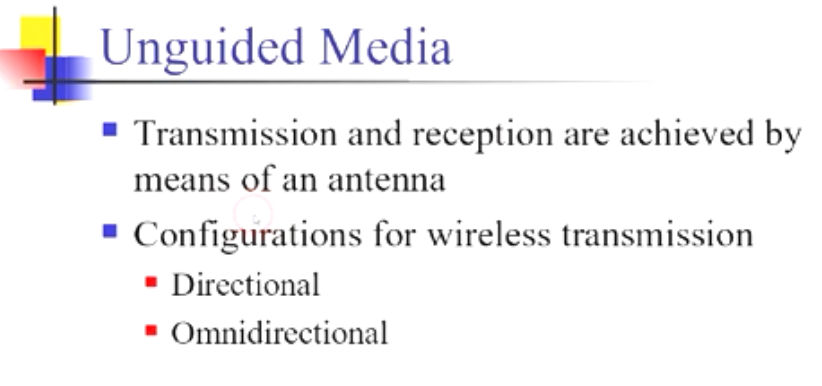 Unguided Media
Transmission and reception are achieved by
means of an antenna
Configurations for wireless transmission
Directional
Omnidirectional